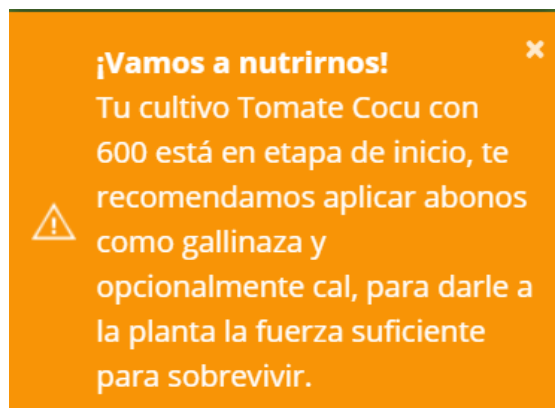 ¡Vamos a nutrirnos!
Tu cultivo Tomate Cocu con
600 está en etapa de inicio, te
recomendamos aplicar abonos
como gallinaza y
opcionalmente cal, para darle a
la planta la fuerza suficiente
para sobrevivir.